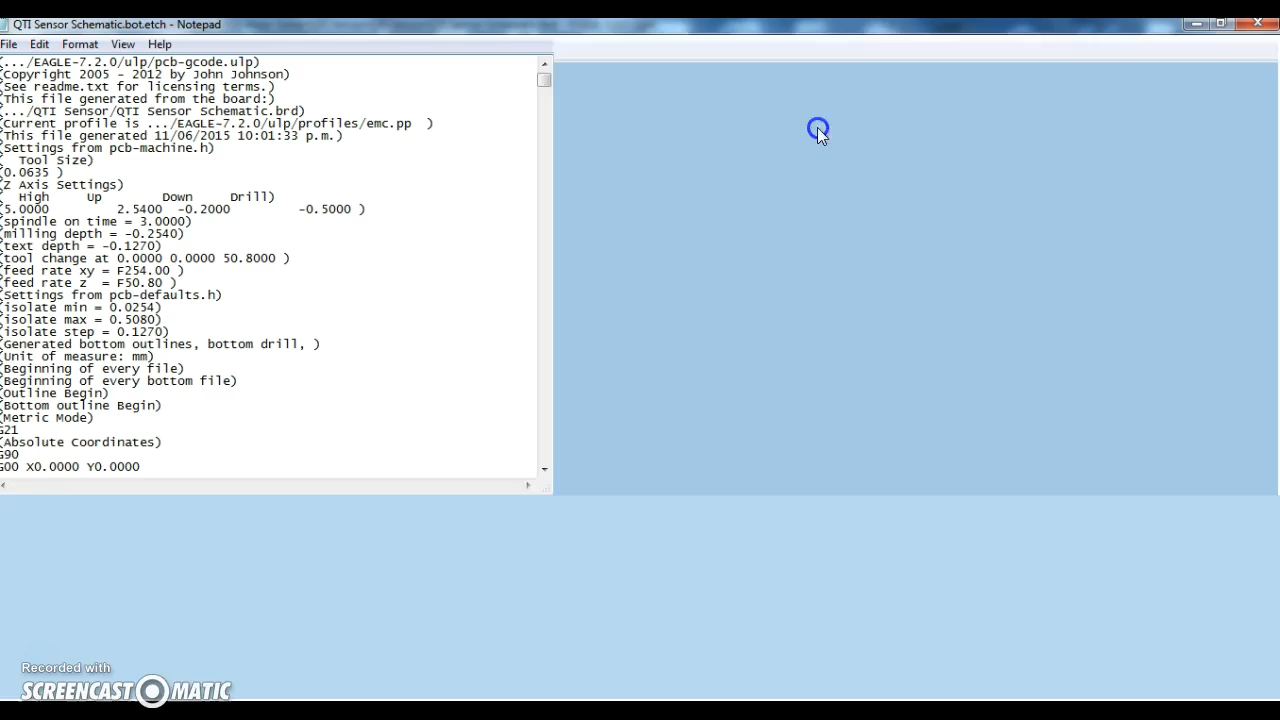 QTI Sensor Schematic.bot.etch - Notepad
File Edit Format View Help
(.../EAGLE-7.2.0/ulp/pcb-gcode.ulp)
(Copyright 2005 - 2012 by John Johnson)
(See readme.txt for licensing terms.)
(This file generated from the board:)
(.../QTI Sensor/QTI Sensor Schematic.brd)
(Current profile is .../EAGLE-7.2.0/ulp/profiles/emc.pp  )
(This file generated 11/06/2015 10:01:33 p.m.)
(Settings from pcb-machine.h)
(  Tool Size)
(0.0635 )
(Z Axis Settings)
(  High     Up       Down     Drill)
(5.0000 2.5400 -0.2000 -0.5000 )
(spindle on time = 3.0000)
(milling depth = -0.2540)
(text depth = -0.1270)
(tool change at 0.0000 0.0000 50.8000 )
(feed rate xy = F254.00 )
(feed rate z  = F50.80 )
(Settings from pcb-defaults.h)
(isolate min = 0.0254)
(isolate max = 0.5080)
(isolate step = 0.1270)
(Generated bottom outlines, bottom drill, )
(Unit of measure: mm)
(Beginning of every file)
(Beginning of every bottom file)
(Outline Begin)
(Bottom outline Begin)
(Metric Mode)
G21
(Absolute Coordinates)
G90
G00 X0.0000 Y0.0000
Recorded with
SCREENCAST-O-MATIC